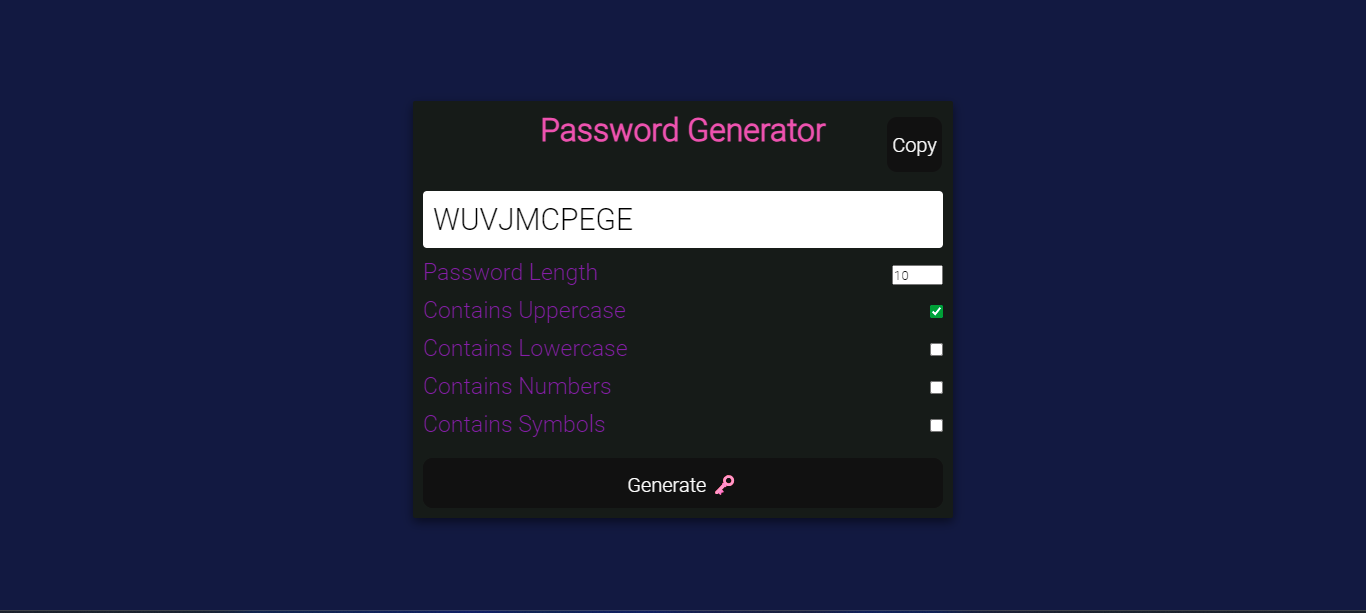 Password Generator
Copy
WUVJMCPEGE
Password Length
10
Contains Uppercase
Contains Lowercase
Contains Numbers
Contains Symbols
Generate